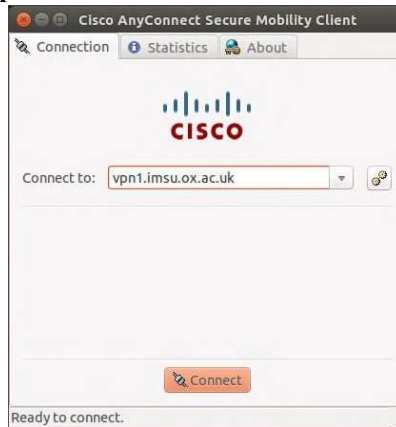 Cisco AnyConnect Secure Mobility Client
Connection Statistics About
CISCO
Connect to: vpn1.imsu.ox.ac.uk
Connect
Ready to connect.